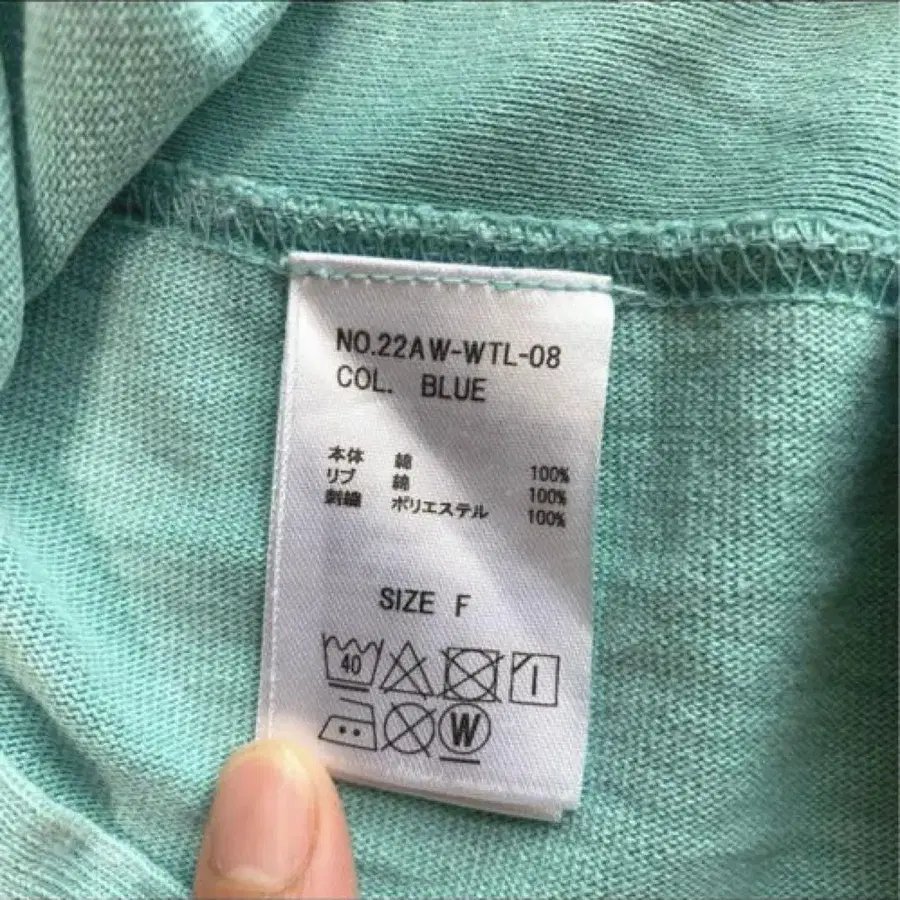 NO.22AW-WTL-08
COL. BLUE
本体 綿 100%
リブ 綿 100%
刺繍 ポリエステル 100%
SIZE F
40
W